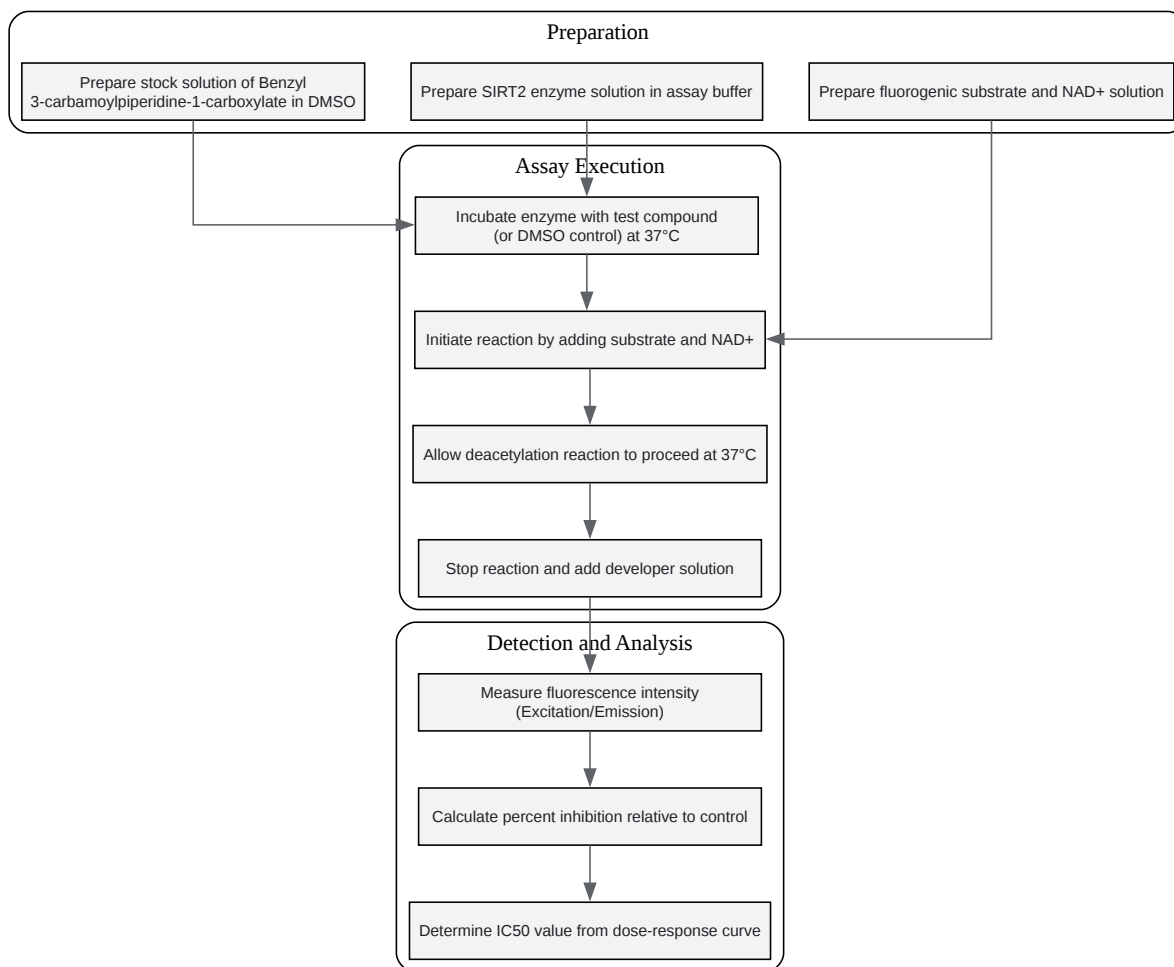 Preparation
Prepare stock solution of Benzyl
3-carbamoylpiperidine-1-carboxylate in DMSO
Prepare SIRT2 enzyme solution in assay buffer
Prepare fluorogenic substrate and NAD+ solution
Assay Execution
Incubate enzyme with test compound
(or DMSO control) at 37°C
Initiate reaction by adding substrate and NAD+
Allow deacetylation reaction to proceed at 37°C
Stop reaction and add developer solution
Detection and Analysis
Measure fluorescence intensity
(Excitation/Emission)
Calculate percent inhibition relative to control
Determine IC50 value from dose-response curve